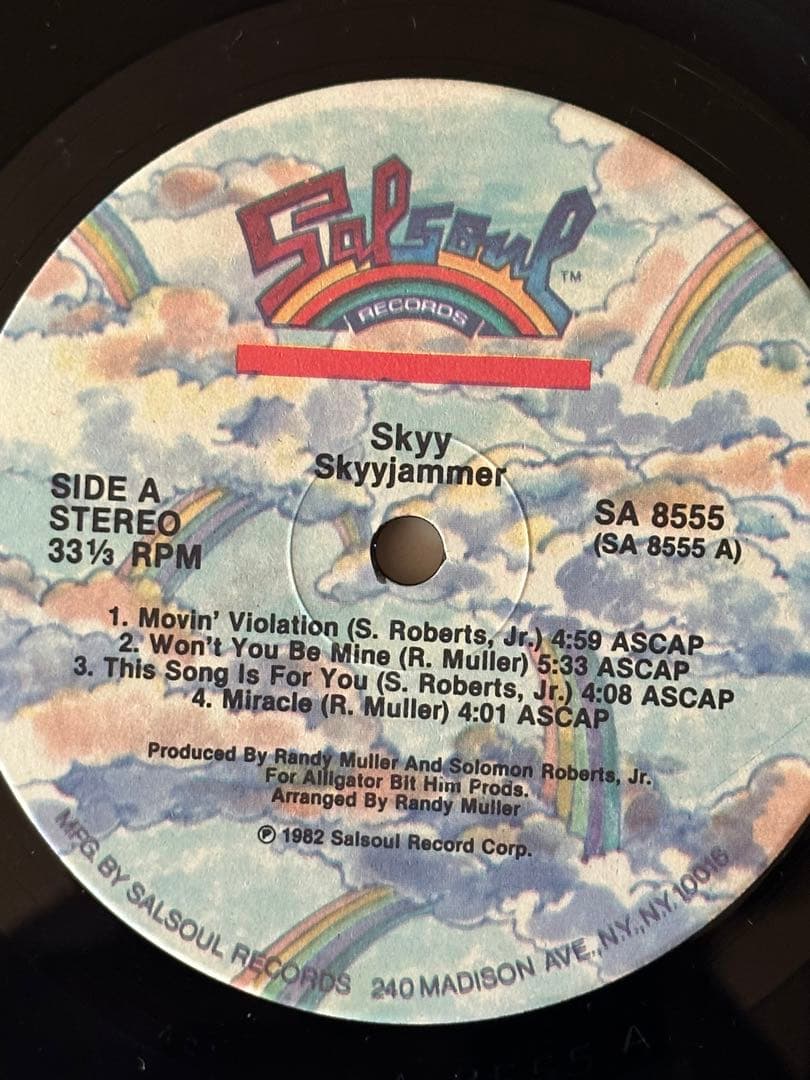 Salsoul TM
RECORDS
Skyy
Skyyjammer
SIDE A
STEREO
33⅓ RPM
SA 8555
(SA 8555 A)
1. Movin' Violation (S. Roberts, Jr.) 4:59 ASCAP
2. Won't You Be Mine (R. Muller) 5:33 ASCAP
3. This Song Is For You (S. Roberts, Jr.) 4:08 ASCAP
4. Miracle (R. Muller) 4:01 ASCAP
Produced By Randy Muller And Solomon Roberts, Jr.
For Alligator Bit Him Prods.
Arranged By Randy Muller
℗ 1982 Salsoul Record Corp.
MFG. BY SALSOUL RECORDS 240 MADISON AVE., N.Y., N.Y. 10016